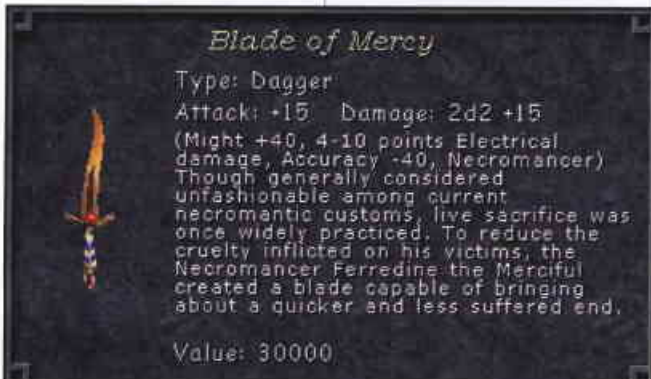 Blade of Mercy
Type: Dagger
Attack: +15 Damage: 2d2 +15
(Might +40, 4-10 points Electrical
damage, Accuracy -40, Necromancer)
Though generally considered
unfashionable among current
necromantic customs, live sacrifice was
once widely practiced. To reduce the
cruelty inflicted on his victims, the
Necromancer Ferredine the Merciful
created a blade capable of bringing
about a quicker and less suffered end.
Value: 30000